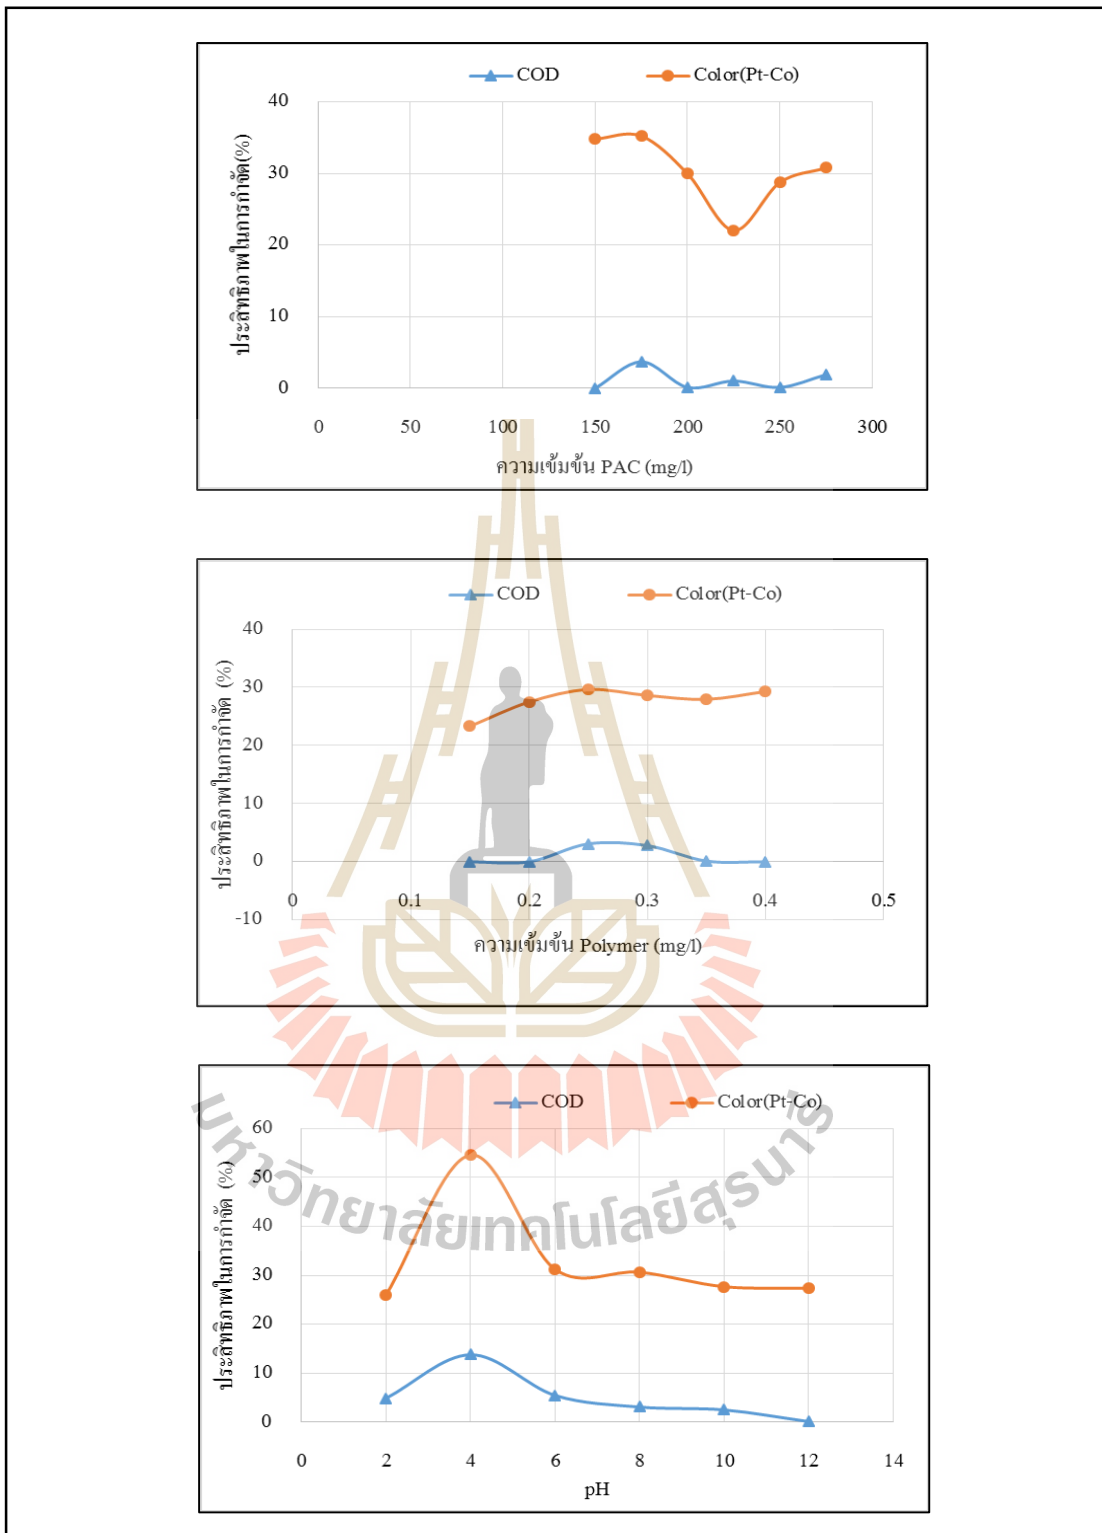 COD Color(Pt-Co)
ประสิทธิภาพในการกำจัด(%)
40
30
20
10
0
0 50 100 150 200 250 300
ความเข้มข้น PAC (mg/l)
COD Color(Pt-Co)
ประสิทธิภาพในการกำจัด (%)
40
30
20
10
0
-10
0 0.1 0.2 0.3 0.4 0.5
ความเข้มข้น Polymer (mg/l)
COD Color(Pt-Co)
ประสิทธิภาพในการกำจัด (%)
60
50
40
30
20
10
0
0 2 4 6 8 10 12 14
pH
มหาวิทยาลัยเทคโนโลยีสุรนารี